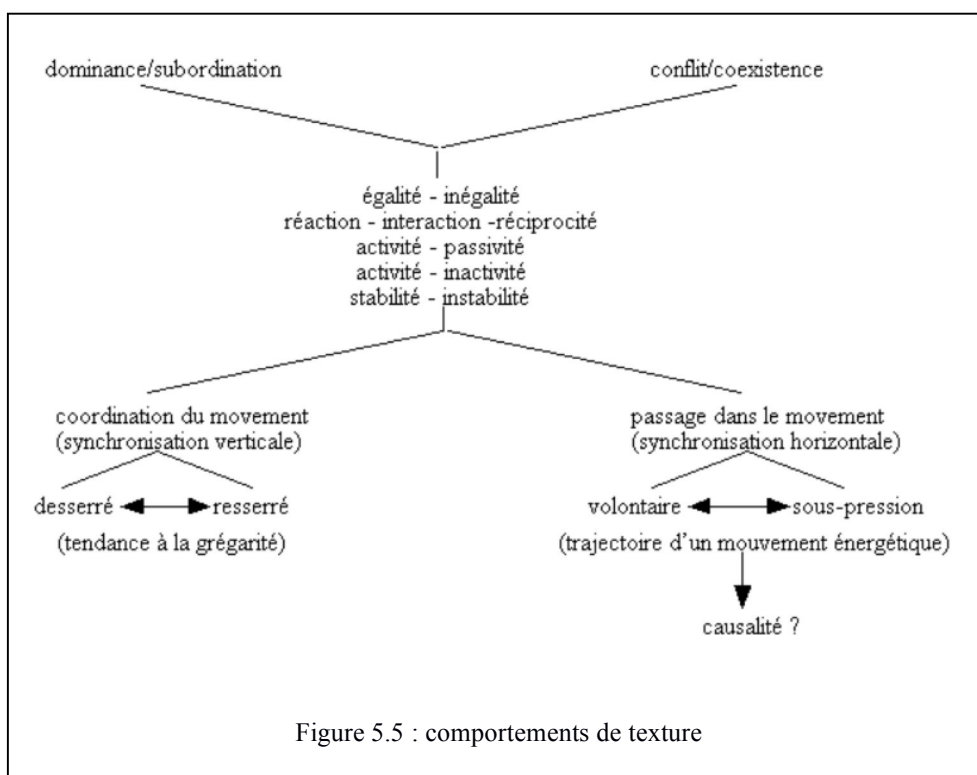 dominance/subordination
conflit/coexistence
égalité - inégalité
réaction - interaction -réciprocité
activité - passivité
activité - inactivité
stabilité - instabilité
coordination du movement
(synchronisation verticale)
passage dans le movement
(synchronisation horizontale)
desserré
resserré
volontaire
sous-pression
(tendance à la grégarité)
(trajectoire d'un mouvement énergétique)
causalité ?
Figure 5.5 : comportements de texture